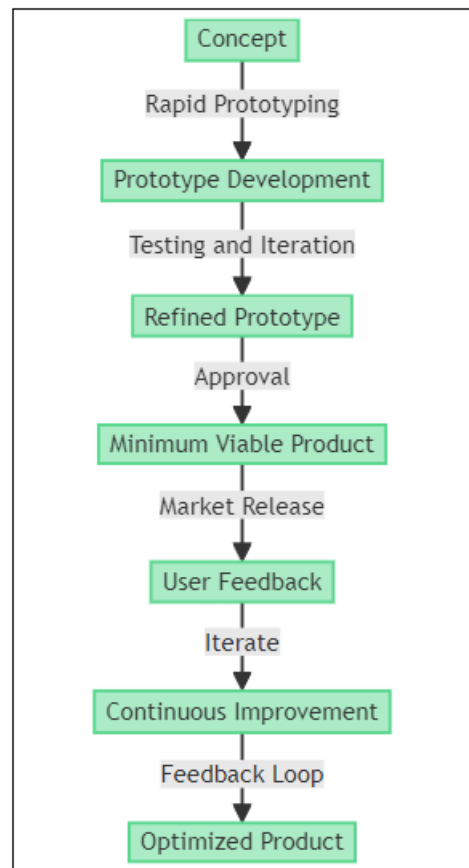 Concept
Rapid Prototyping
Prototype Development
Testing and Iteration
Refined Prototype
Approval
Minimum Viable Product
Market Release
User Feedback
Iterate
Continuous Improvement
Feedback Loop
Optimized Product